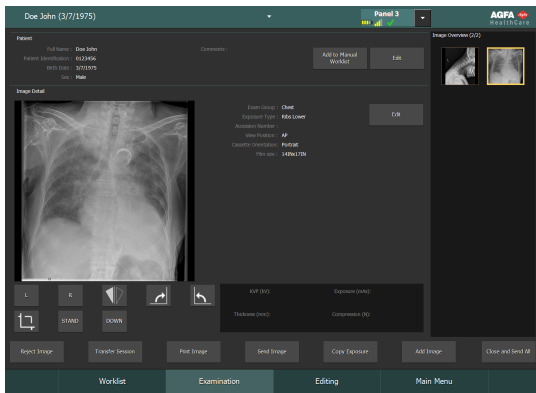 Doe John (3/7/1975)
Panel 3
AGFA
HealthCare
Patient
Full Name : Doe John
Comments:
Patient Identification : 0123456
Birth Date : 3/7/1975
Sex : Male
Add to Manual Worklist
Edit
Image Overview (2/2)
Image Detail
Exam Group : Chest
Exposure Type : Ribs Lower
Accession Number :
View Position : AP
Cassette Orientation: Portrait
Film size : 14INx17IN
Edit
L
R
STAND
DOWN
KVP (kV):
Exposure (mAs):
Thickness (mm):
Compression (N):
Reject Image
Transfer Session
Print Image
Send Image
Copy Exposure
Add Image
Close and Send All
Worklist
Examination
Editing
Main Menu